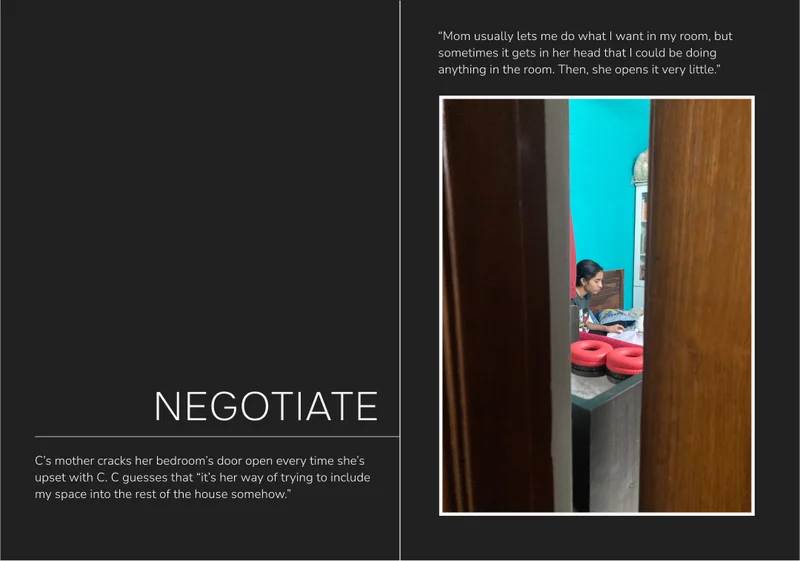 NEGOTIATE
C’s mother cracks her bedroom’s door open every time she’s
upset with C. C guesses that “it’s her way of trying to include
my space into the rest of the house somehow.”
“Mom usually lets me do what I want in my room, but
sometimes it gets in her head that I could be doing
anything in the room. Then, she opens it very little.”